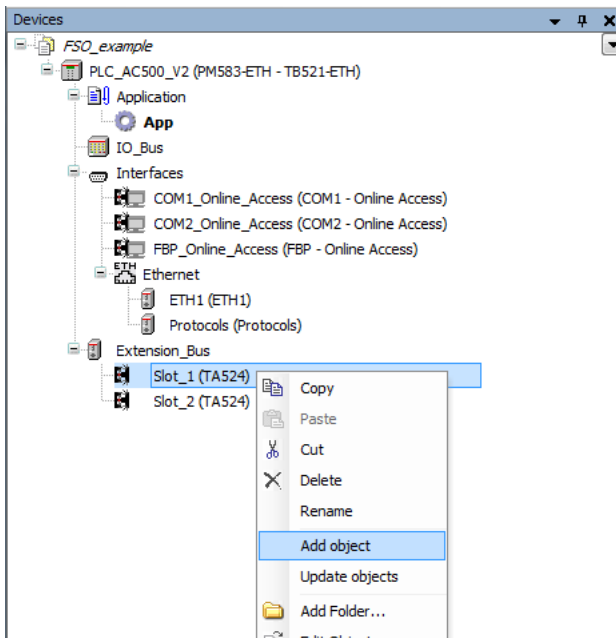 Devices
FSO_example
PLC_AC500_V2 (PM583-ETH - TB521-ETH)
Application
App
IO_Bus
Interfaces
COM1_Online_Access (COM1 - Online Access)
COM2_Online_Access (COM2 - Online Access)
FBP_Online_Access (FBP - Online Access)
ETH
Ethernet
ETH1 (ETH1)
Protocols (Protocols)
Extension_Bus
Slot_1 (TA524)
Slot_2 (TA524)
Copy
Paste
Cut
Delete
Rename
Add object
Update objects
Add Folder...